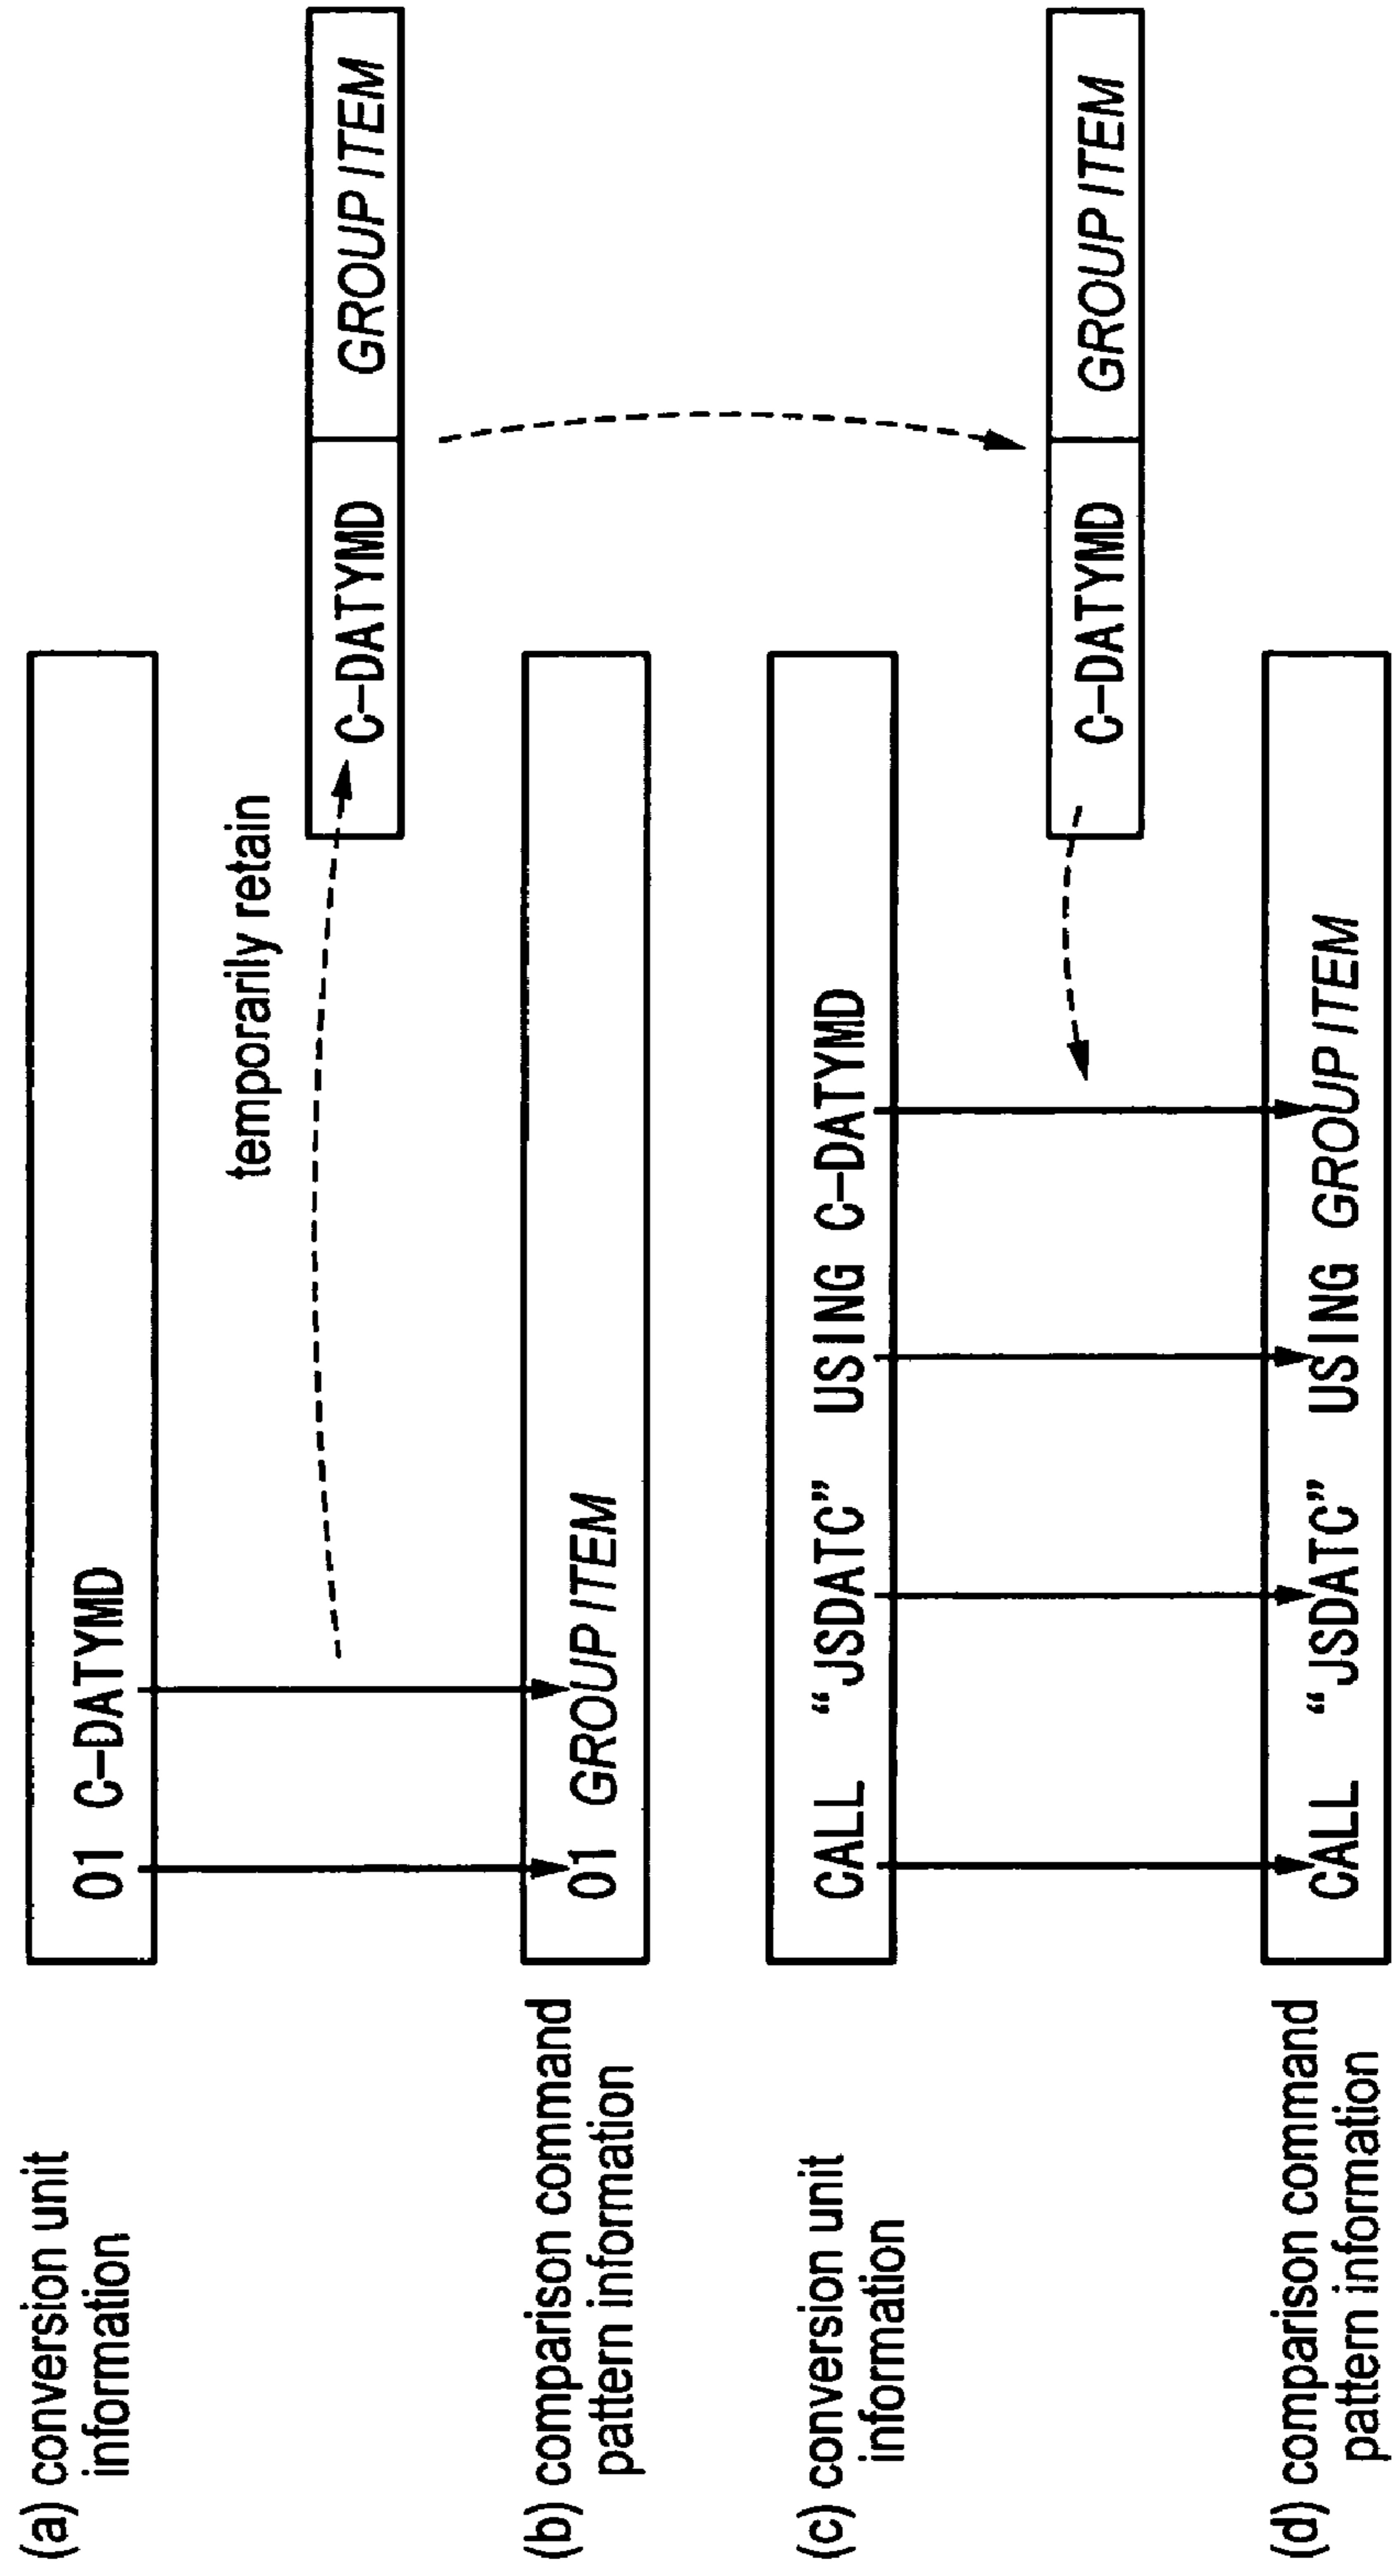 (a) conversion unit
information
01 C-DATYMD
temporarily retain
C-DATYMD GROUP ITEM
(b) comparison command
pattern information
01 GROUP ITEM
(c) conversion unit
information
CALL “JSDATC” USING C-DATYMD
C-DATYMD GROUP ITEM
(d) comparison command
pattern information
CALL “JSDATC” USING GROUP ITEM